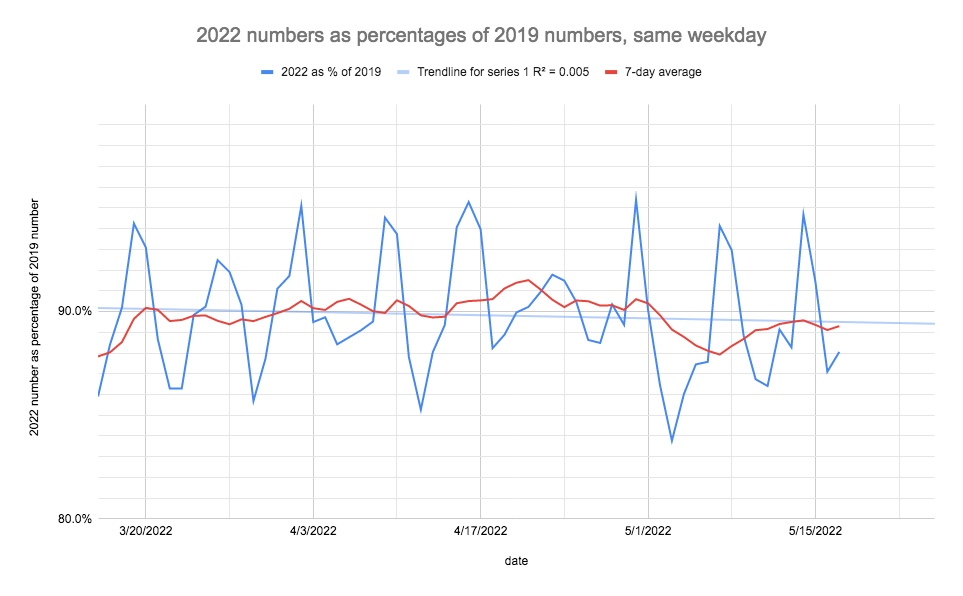 2022 numbers as percentages of 2019 numbers, same weekday
2022 as % of 2019 Trendline for series 1 R² = 0.005 7-day average
2022 number as percentage of 2019 number
90.0%
80.0%
3/20/2022 4/3/2022 4/17/2022 5/1/2022 5/15/2022
date